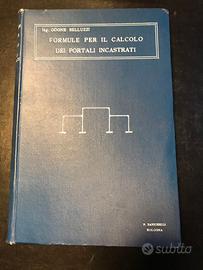 Ing. ODONE BELLUZZI
FORMULE PER IL CALCOLO
DEI PORTALI INCASTRATI
N. ZANICHELLI
BOLOGNA
subito